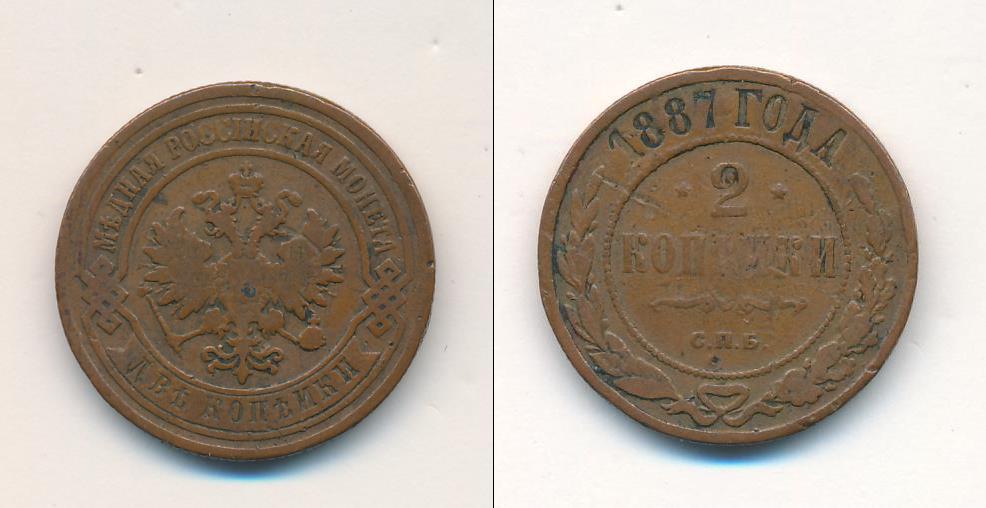 МѢДНАЯ РОССІЙСКАЯ МОНЕТА
ДВѢ КОПѢЙКИ
1887 ГОДА
2
КОПѢЙКИ
С.П.Б.